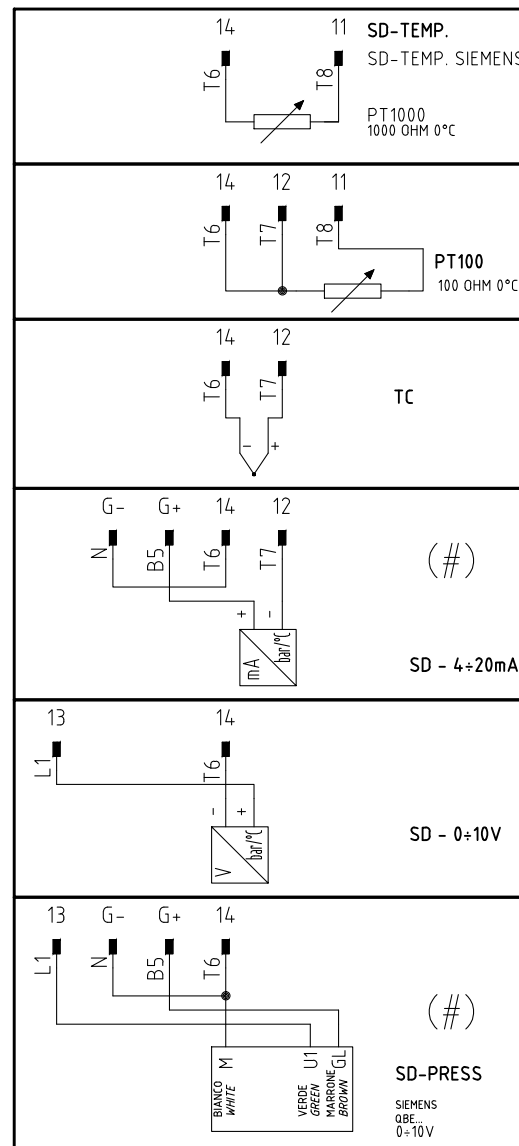 14 11 SD-TEMP.
SD-TEMP. SIEMENS
T6 T8
PT1000
1000 OHM 0°C
14 12 11
T6 T7 T8
PT100
100 OHM 0°C
14 12
T6 T7
TC
- +
G- G+ 14 12
N B5 T6 T7
(#)
+ -
mA bar/°C
SD - 4÷20mA
13 14
L1 T6
- +
V bar/°C
SD - 0÷10V
13 G- G+ 14
L1 N B5 T6
(#)
M U1 GL
BIANCO VERDE MARRONE
WHITE GREEN BROWN
SD-PRESS
SIEMENS
QBE...
0÷10V